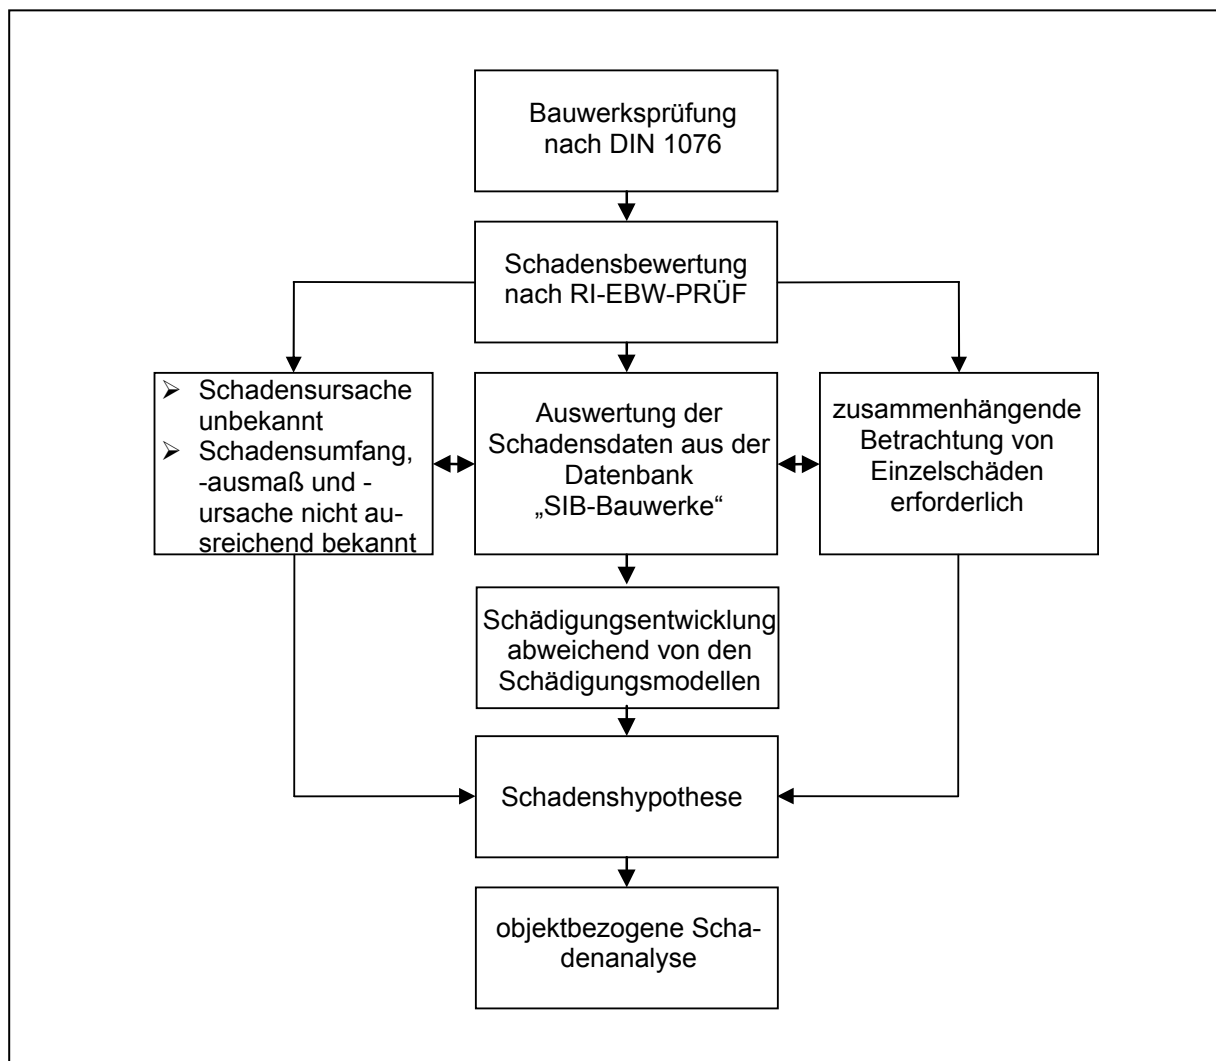 Bauwerksprüfung
nach DIN 1076
Schadensbewertung
nach RI-EBW-PRÜF
➢ Schadensursache
unbekannt
➢ Schadensumfang,
-ausmaß und -
ursache nicht au-
sreichend bekannt
Auswertung der
Schadensdaten aus der
Datenbank
„SIB-Bauwerke“
zusammenhängende
Betrachtung von
Einzelschäden
erforderlich
Schädigungsentwicklung
abweichend von den
Schädigungsmodellen
Schadenshypothese
objektbezogene Scha-
denanalyse